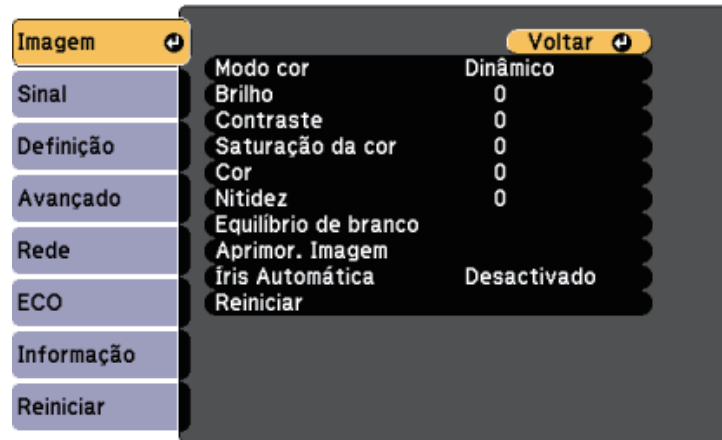 Imagem
Sinal
Definição
Avançado
Rede
ECO
Informação
Reiniciar
Voltar
Modo cor Dinâmico
Brilho 0
Contraste 0
Saturação da cor 0
Cor 0
Nitidez 0
Equilíbrio de branco
Aprimor. Imagem
Íris Automática Desactivado
Reiniciar